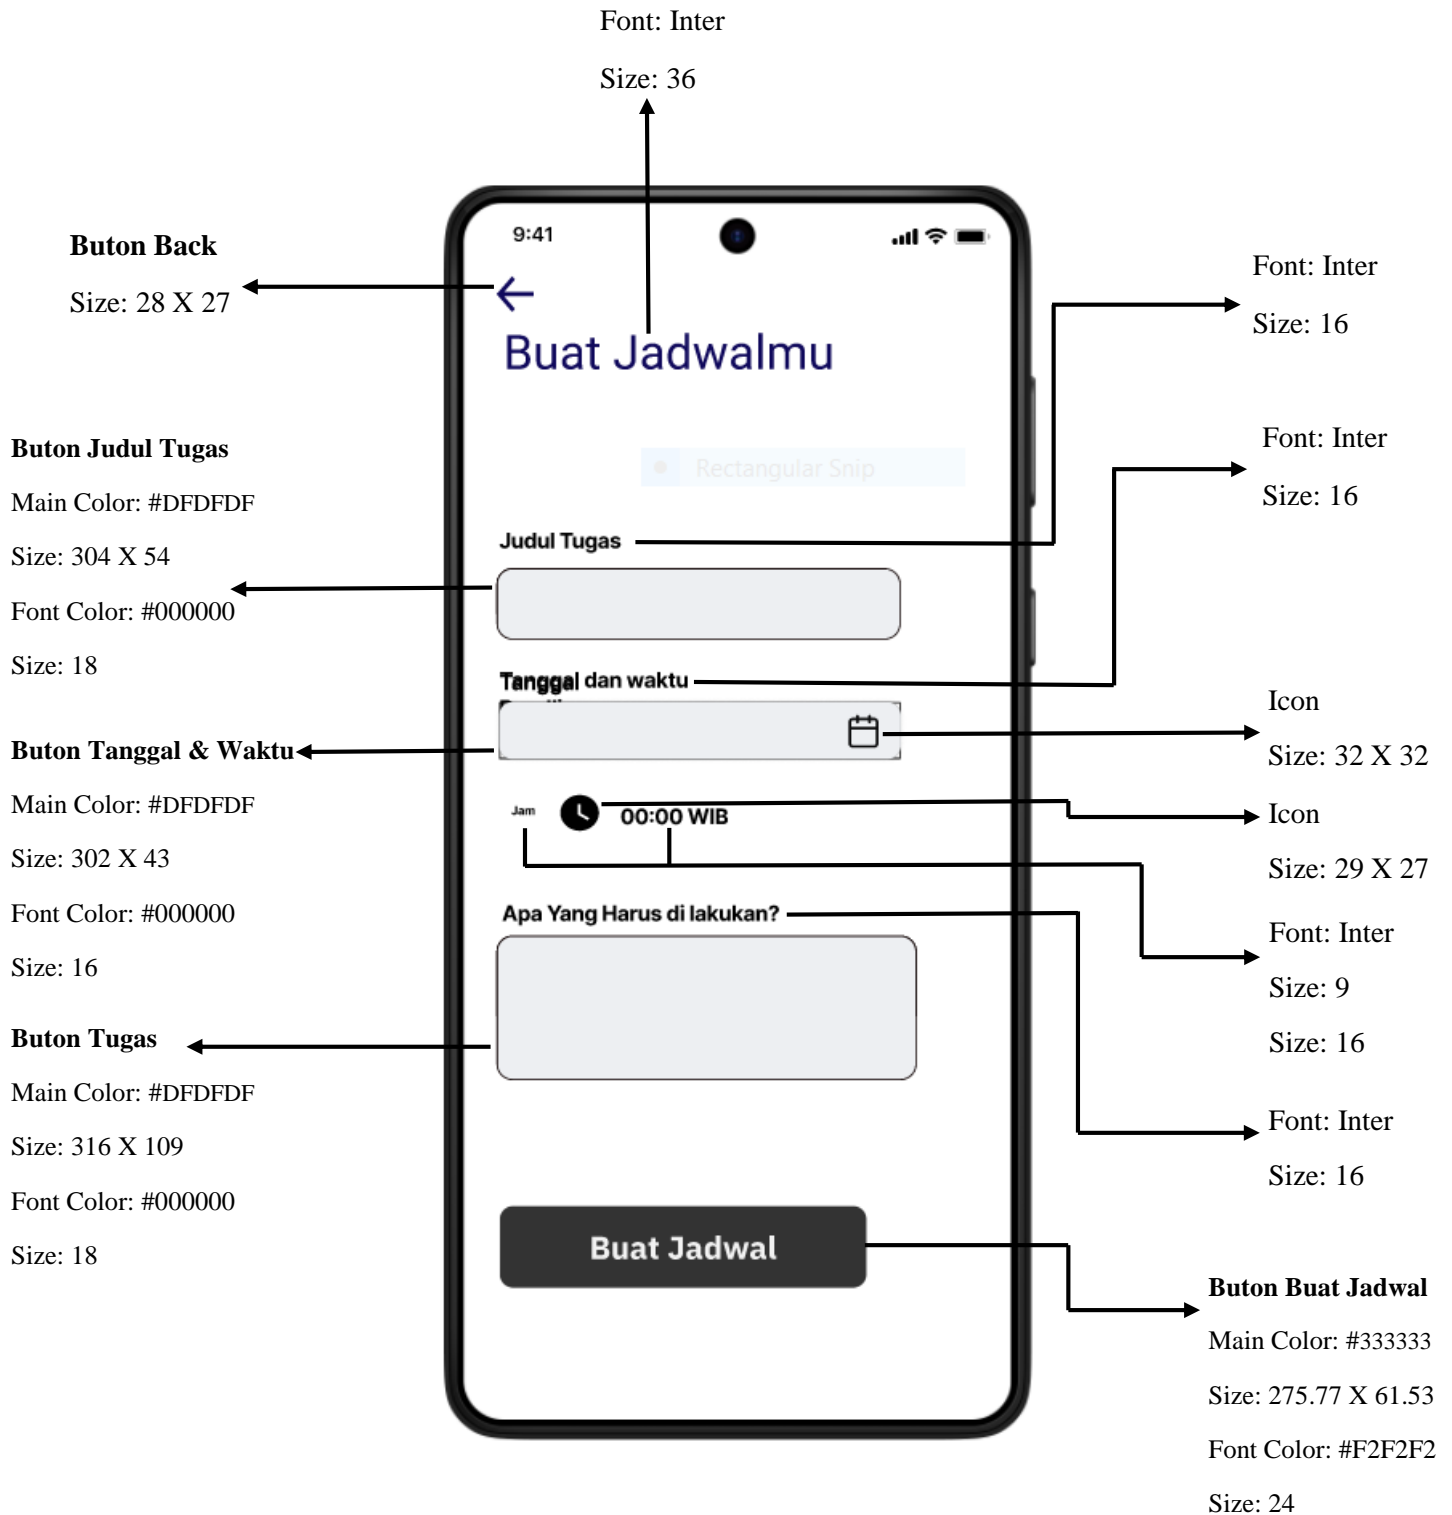 Font: Inter
Size: 36
Buton Back
Size: 28 X 27
Buton Judul Tugas
Main Color: #DFDFDF
Size: 304 X 54
Font Color: #000000
Size: 18
Buton Tanggal & Waktu
Main Color: #DFDFDF
Size: 302 X 43
Font Color: #000000
Size: 16
Buton Tugas
Main Color: #DFDFDF
Size: 316 X 109
Font Color: #000000
Size: 18
9:41
Buat Jadwalmu
Rectangular Snip
Judul Tugas
Tanggal dan waktu
Jam
00:00 WIB
Apa Yang Harus di lakukan?
Buat Jadwal
Font: Inter
Size: 16
Font: Inter
Size: 16
Icon
Size: 32 X 32
Icon
Size: 29 X 27
Font: Inter
Size: 9
Size: 16
Font: Inter
Size: 16
Buton Buat Jadwal
Main Color: #333333
Size: 275.77 X 61.53
Font Color: #F2F2F2
Size: 24